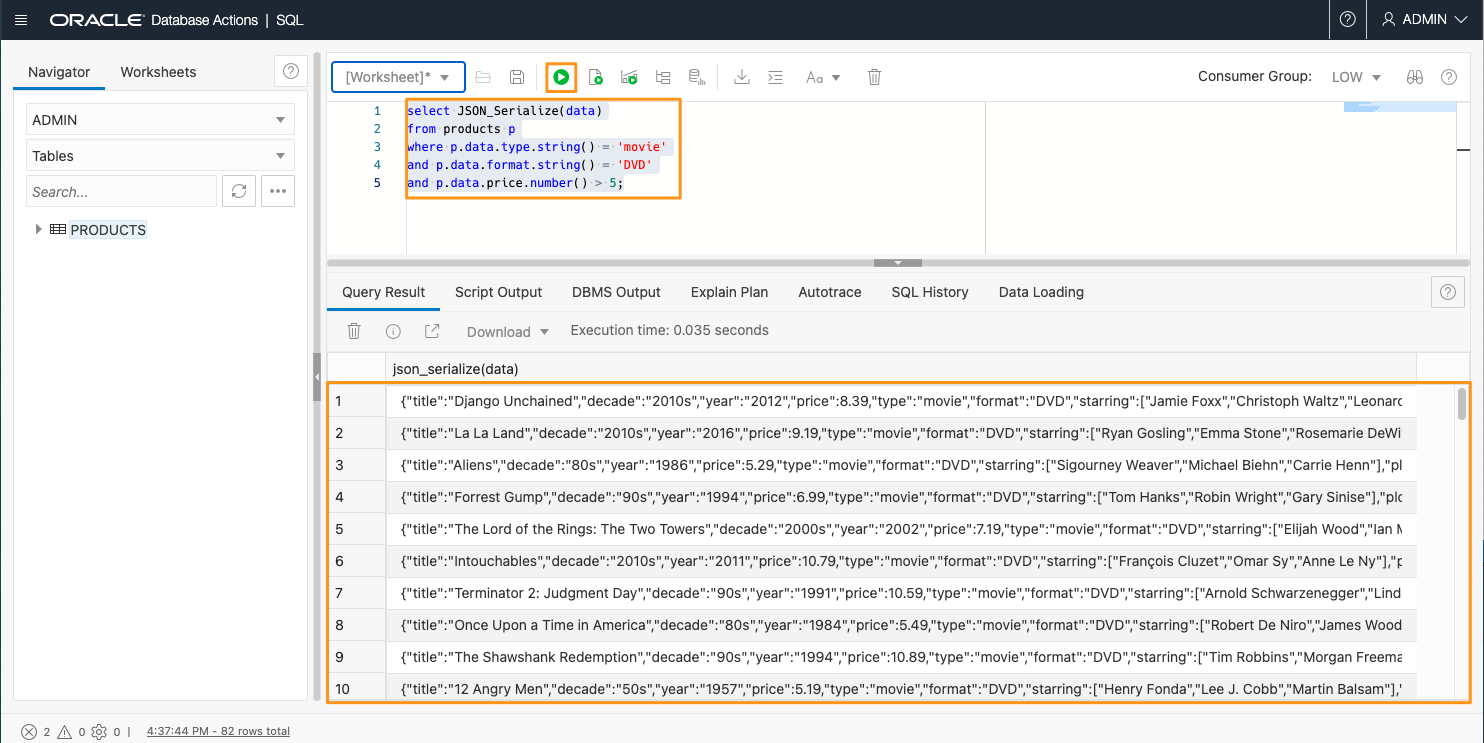 ORACLE Database Actions | SQL
ADMIN
Navigator
Worksheets
ADMIN
Tables
Search...
PRODUCTS
[Worksheet]*
Aa
Consumer Group: LOW
1 select JSON_Serialize(data)
2 from products p
3 where p.data.type.string() = 'movie'
4 and p.data.format.string() = 'DVD'
5 and p.data.price.number() > 5;
Query Result Script Output DBMS Output Explain Plan Autotrace SQL History Data Loading
Download Execution time: 0.035 seconds
json_serialize(data)
1 {"title":"Django Unchained","decade":"2010s","year":"2012","price":8.39,"type":"movie","format":"DVD","starring":["Jamie Foxx","Christoph Waltz","Leonarc
2 {"title":"La La Land","decade":"2010s","year":"2016","price":9.19,"type":"movie","format":"DVD","starring":["Ryan Gosling","Emma Stone","Rosemarie DeWi
3 {"title":"Aliens","decade":"80s","year":"1986","price":5.29,"type":"movie","format":"DVD","starring":["Sigourney Weaver","Michael Biehn","Carrie Henn"],"pl
4 {"title":"Forrest Gump","decade":"90s","year":"1994","price":6.99,"type":"movie","format":"DVD","starring":["Tom Hanks","Robin Wright","Gary Sinise"],"plo
5 {"title":"The Lord of the Rings: The Two Towers","decade":"2000s","year":"2002","price":7.19,"type":"movie","format":"DVD","starring":["Elijah Wood","Ian M
6 {"title":"Intouchables","decade":"2010s","year":"2011","price":10.79,"type":"movie","format":"DVD","starring":["François Cluzet","Omar Sy","Anne Le Ny"],"p
7 {"title":"Terminator 2: Judgment Day","decade":"90s","year":"1991","price":10.59,"type":"movie","format":"DVD","starring":["Arnold Schwarzenegger","Lind
8 {"title":"Once Upon a Time in America","decade":"80s","year":"1984","price":5.49,"type":"movie","format":"DVD","starring":["Robert De Niro","James Wood
9 {"title":"The Shawshank Redemption","decade":"90s","year":"1994","price":10.89,"type":"movie","format":"DVD","starring":["Tim Robbins","Morgan Freema
10 {"title":"12 Angry Men","decade":"50s","year":"1957","price":5.19,"type":"movie","format":"DVD","starring":["Henry Fonda","Lee J. Cobb","Martin Balsam"],"
2 0 0 | 4:37:44 PM - 82 rows total